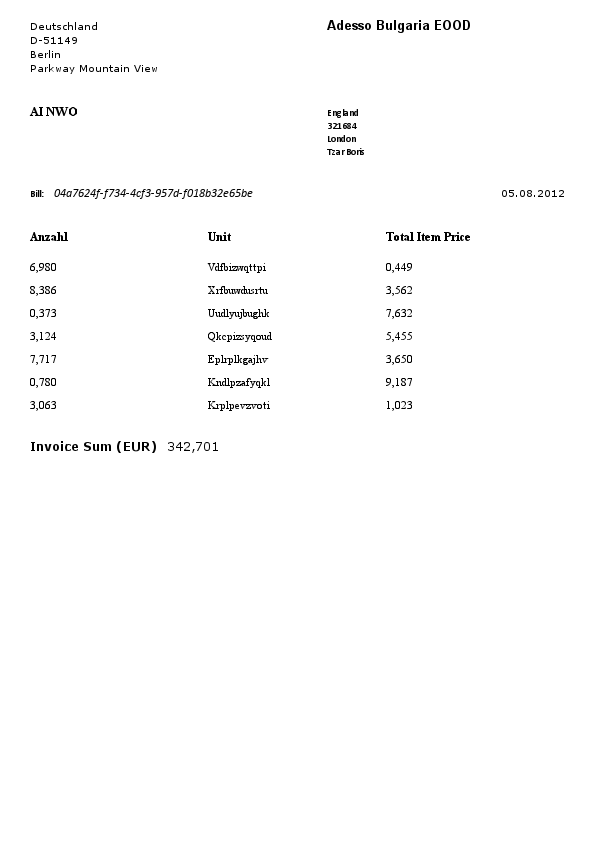 Deutschland
D-51149
Berlin
Parkway Mountain View
Adesso Bulgaria EOOD
AI NWO
England
321684
London
Tzar Boris
Bill: 04a7624f-f734-4cf3-957d-f018b32e65be 05.08.2012
Anzahl Unit Total Item Price
6,980 Vdfbizwqttpi 0,449
8,386 Xrfbuwdusrtu 3,562
0,373 Uudlyujbughk 7,632
3,124 Qkcpizsyqoud 5,455
7,717 Eplrplkgajhv 3,650
0,780 Kndlpzafyqkl 9,187
3,063 Krplpevzvoti 1,023
Invoice Sum (EUR) 342,701